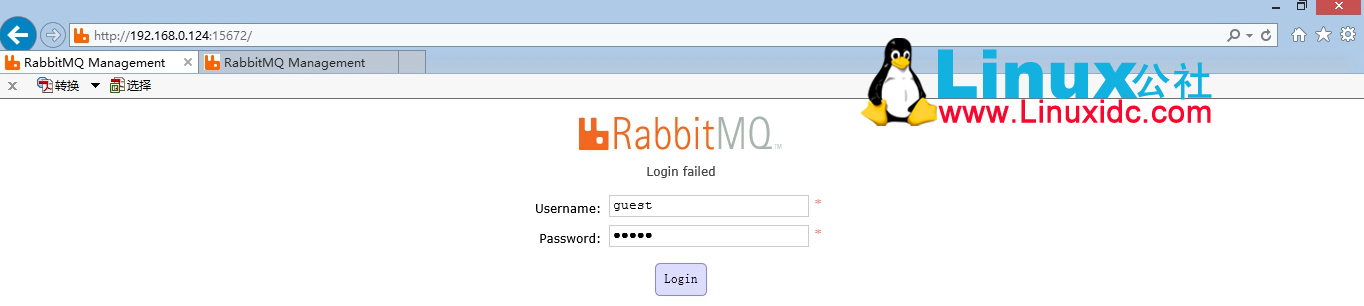 http://192.168.0.124:15672/
RabbitMQ Management
RabbitMQ Management
转换
选择
Linux公社
www.Linuxidc.com
RabbitMQ™
Login failed
Username: guest *
Password: ••••• *
Login